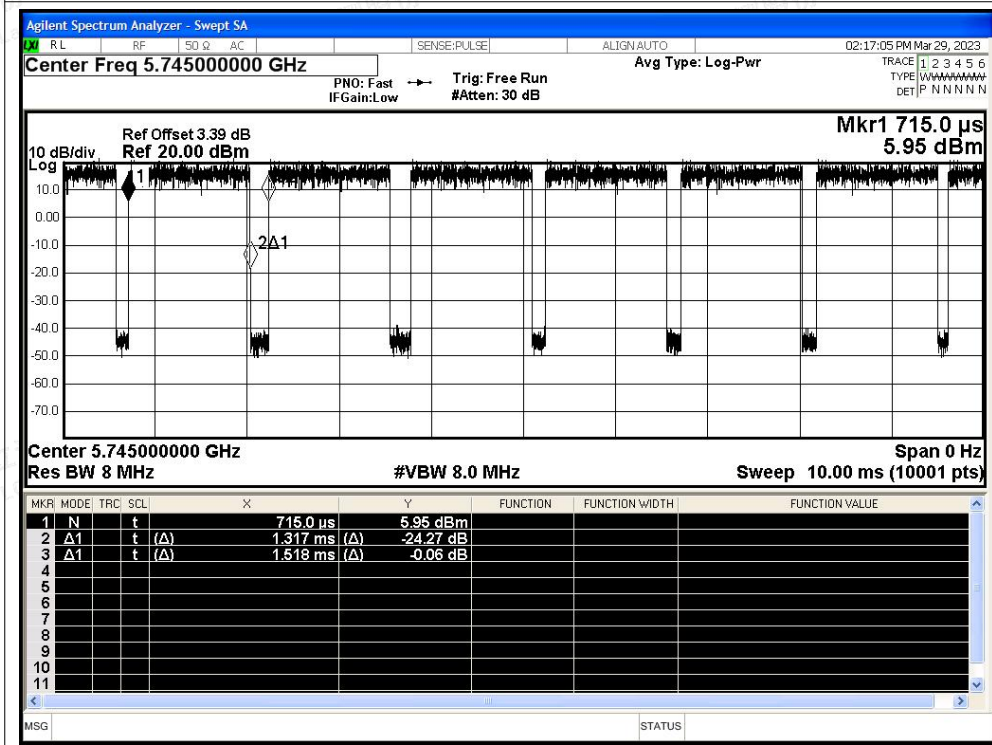 Agilent Spectrum Analyzer - Swept SA
LXI RL RF 50 Ω AC SENSE:PULSE ALIGN AUTO 02:17:05 PM Mar 29, 2023
Center Freq 5.745000000 GHz Avg Type: Log-Pwr TRACE 1 2 3 4 5 6
PNO: Fast Trig: Free Run TYPE W
IFGain:Low #Atten: 30 dB DET P N N N N N
Mkr1 715.0 µs
Ref Offset 3.39 dB
10 dB/div Ref 20.00 dBm 5.95 dBm
Log
1
10.0
0.00
-10.0
2Δ1
-20.0
-30.0
-40.0
-50.0
-60.0
-70.0
Center 5.745000000 GHz Span 0 Hz
Res BW 8 MHz #VBW 8.0 MHz Sweep 10.00 ms (10001 pts)
MKR MODE TRC SCL X Y FUNCTION FUNCTION WIDTH FUNCTION VALUE
1 N t 715.0 µs 5.95 dBm
2 Δ1 t (Δ) 1.317 ms (Δ) -24.27 dB
3 Δ1 t (Δ) 1.518 ms (Δ) -0.06 dB
4
5
6
7
8
9
10
11
MSG STATUS